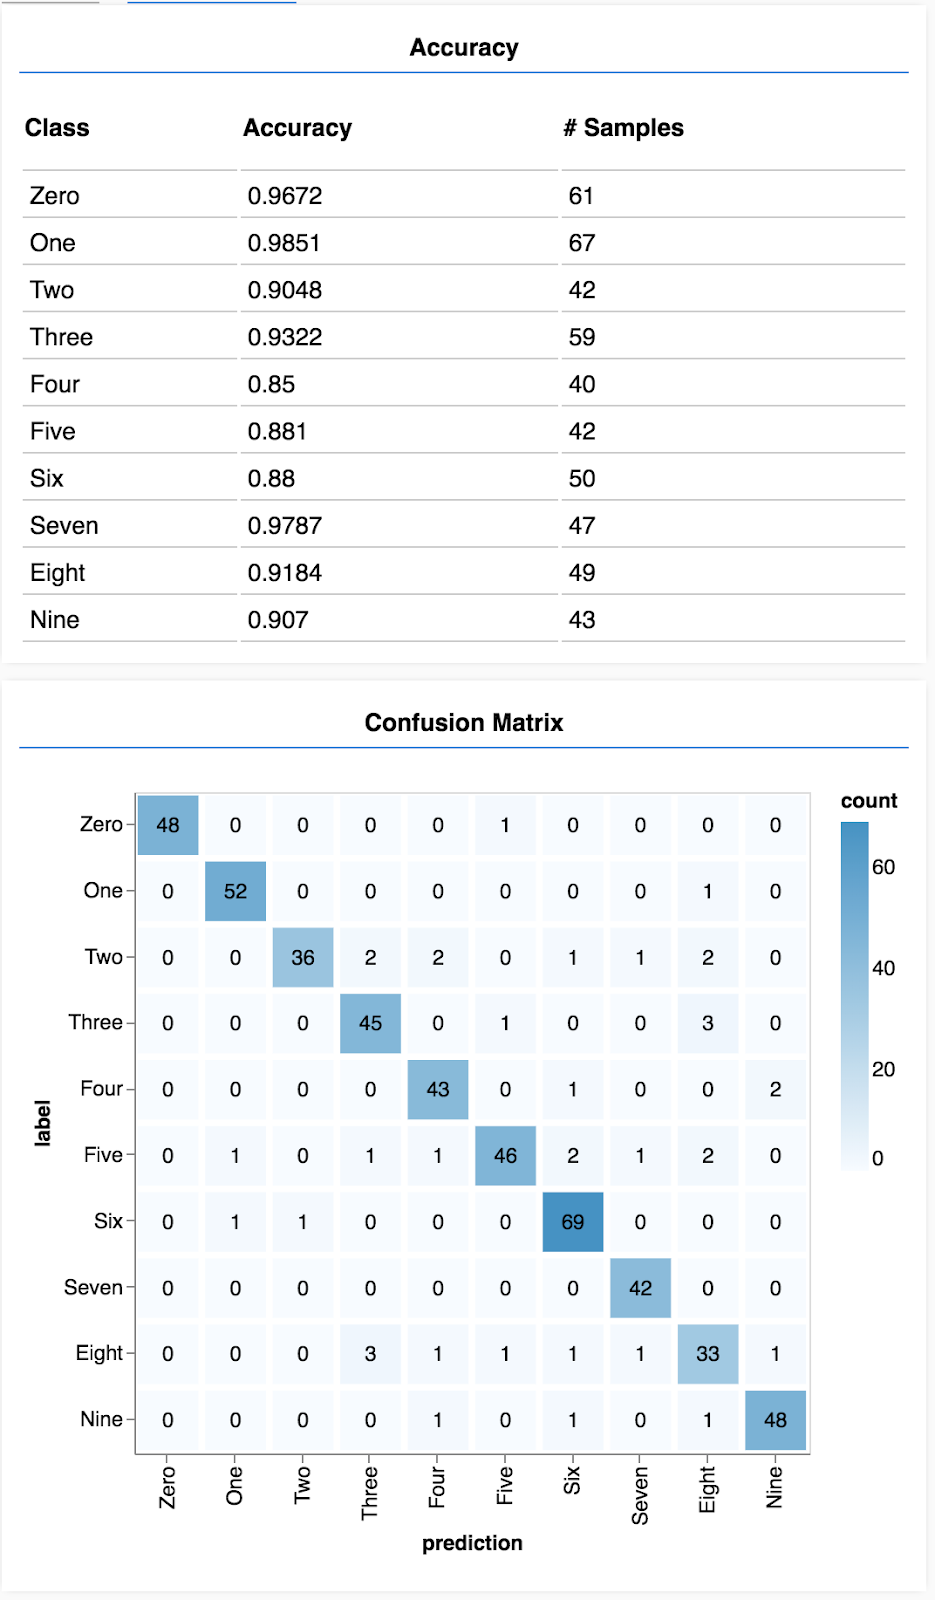 Accuracy
Class Accuracy # Samples
Zero 0.9672 61
One 0.9851 67
Two 0.9048 42
Three 0.9322 59
Four 0.85 40
Five 0.881 42
Six 0.88 50
Seven 0.9787 47
Eight 0.9184 49
Nine 0.907 43
Confusion Matrix
count
60
40
20
0
label
Zero 48 0 0 0 0 1 0 0 0 0
One 0 52 0 0 0 0 0 0 1 0
Two 0 0 36 2 2 0 1 1 2 0
Three 0 0 0 45 0 1 0 0 3 0
Four 0 0 0 0 43 0 1 0 0 2
Five 0 1 0 1 1 46 2 1 2 0
Six 0 1 1 0 0 0 69 0 0 0
Seven 0 0 0 0 0 0 0 42 0 0
Eight 0 0 0 3 1 1 1 1 33 1
Nine 0 0 0 0 1 0 1 0 1 48
Zero One Two Three Four Five Six Seven Eight Nine
prediction